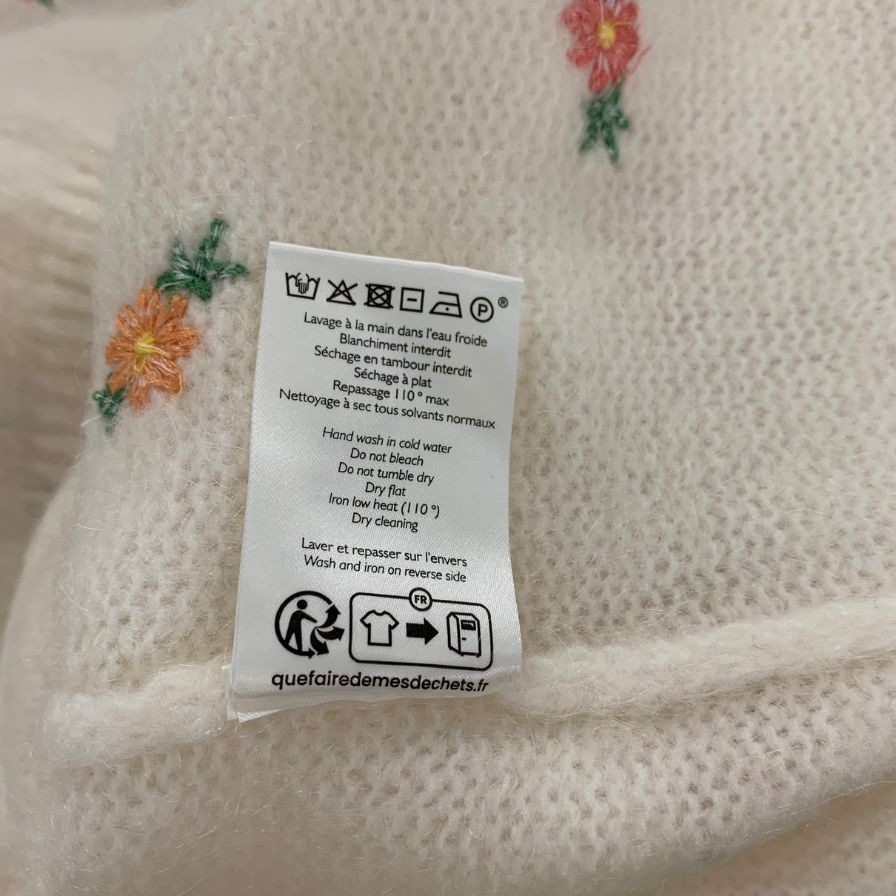 P ®
Lavage à la main dans l'eau froide
Blanchiment interdit
Séchage en tambour interdit
Séchage à plat
Repassage 110° max
Nettoyage à sec tous solvants normaux
Hand wash in cold water
Do not bleach
Do not tumble dry
Dry flat
Iron low heat (110°)
Dry cleaning
Laver et repasser sur l'envers
Wash and iron on reverse side
FR
quefairedemesdechets.fr